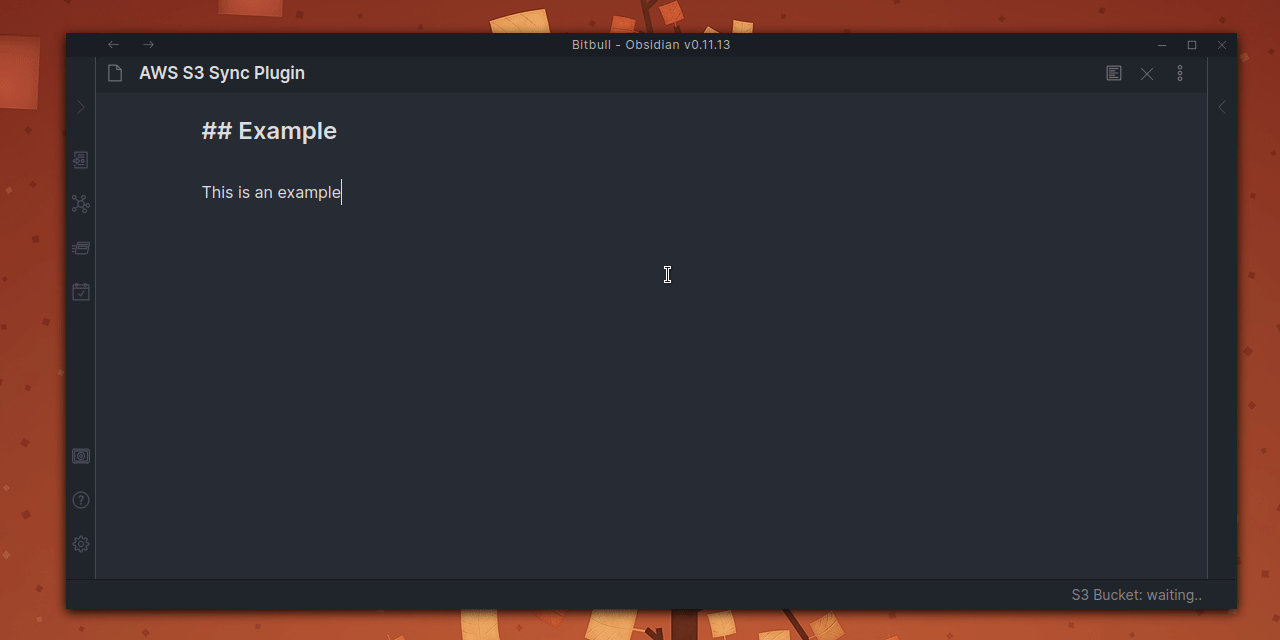 Bitbull - Obsidian v0.11.13
AWS S3 Sync Plugin
## Example
This is an example
S3 Bucket: waiting..